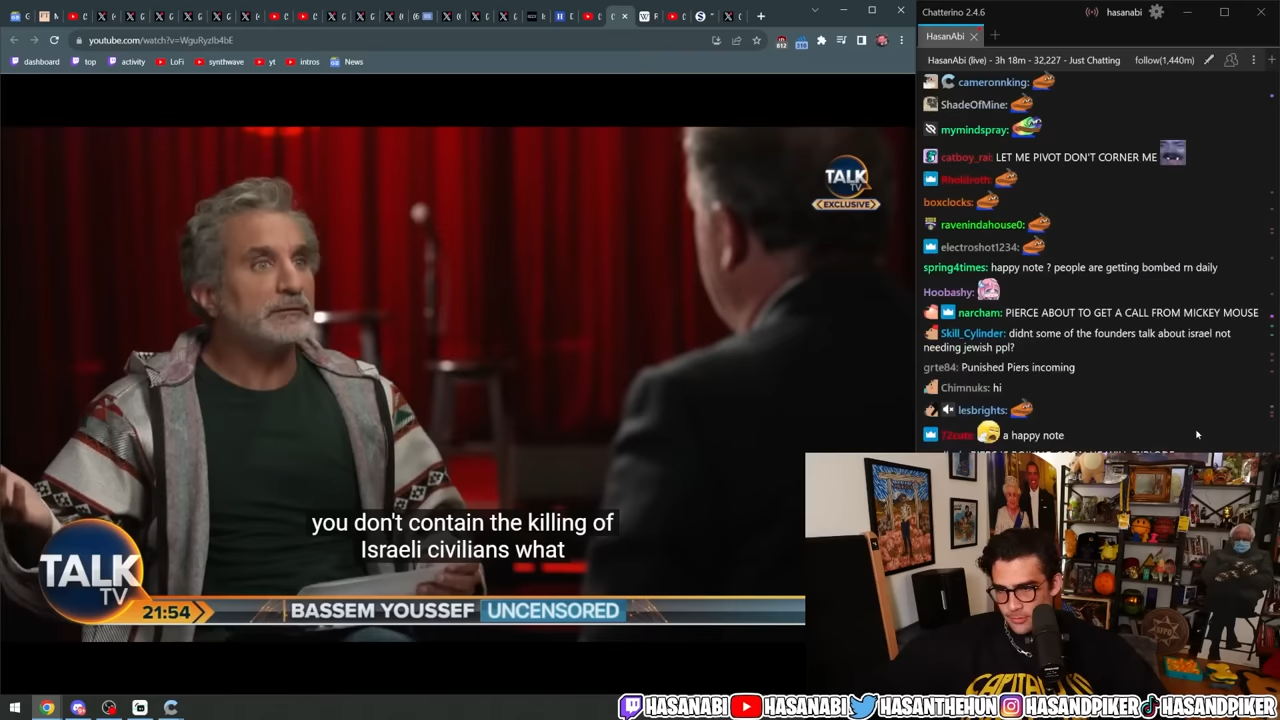 Chatterino 2.4.6
hasanabi
youtube.com/watch?v=WguRyzIb4bE
HasanAbi
dashboard
top
activity
LoFi
synthwave
yt
intros
News
HasanAbi (live) - 3h 18m - 32,227 - Just Chatting
follow(1,440m)
cameronnking:
ShadeOfMine:
mymindspray:
catboy_rai: LET ME PIVOT DON'T CORNER ME
boxclocks:
ravenindahouse0:
electroshot1234:
spring4times: happy note ? people are getting bombed rn daily
Hoobashy:
narcham: PIERCE ABOUT TO GET A CALL FROM MICKEY MOUSE
Skill_Cylinder: didnt some of the founders talk about israel not
needing jewish ppl?
grte84: Punished Piers incoming
Chimnuks: hi
lesbrights:
72cute: a happy note
TALK
TV
EXCLUSIVE
you don't contain the killing of
Israeli civilians what
TALK
TV
21:54
BASSEM YOUSSEF UNCENSORED
HASANABI
HASANABI
HASANTHEHUN
HASANDPIKER
HASANDPIKER